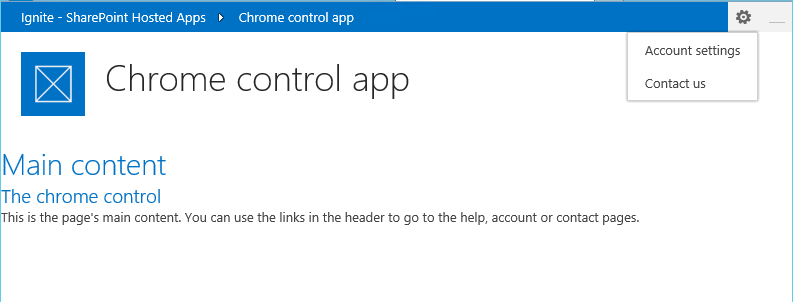 Ignite - SharePoint Hosted Apps Chrome control app
Account settings
Contact us
Chrome control app
Main content
The chrome control
This is the page's main content. You can use the links in the header to go to the help, account or contact pages.